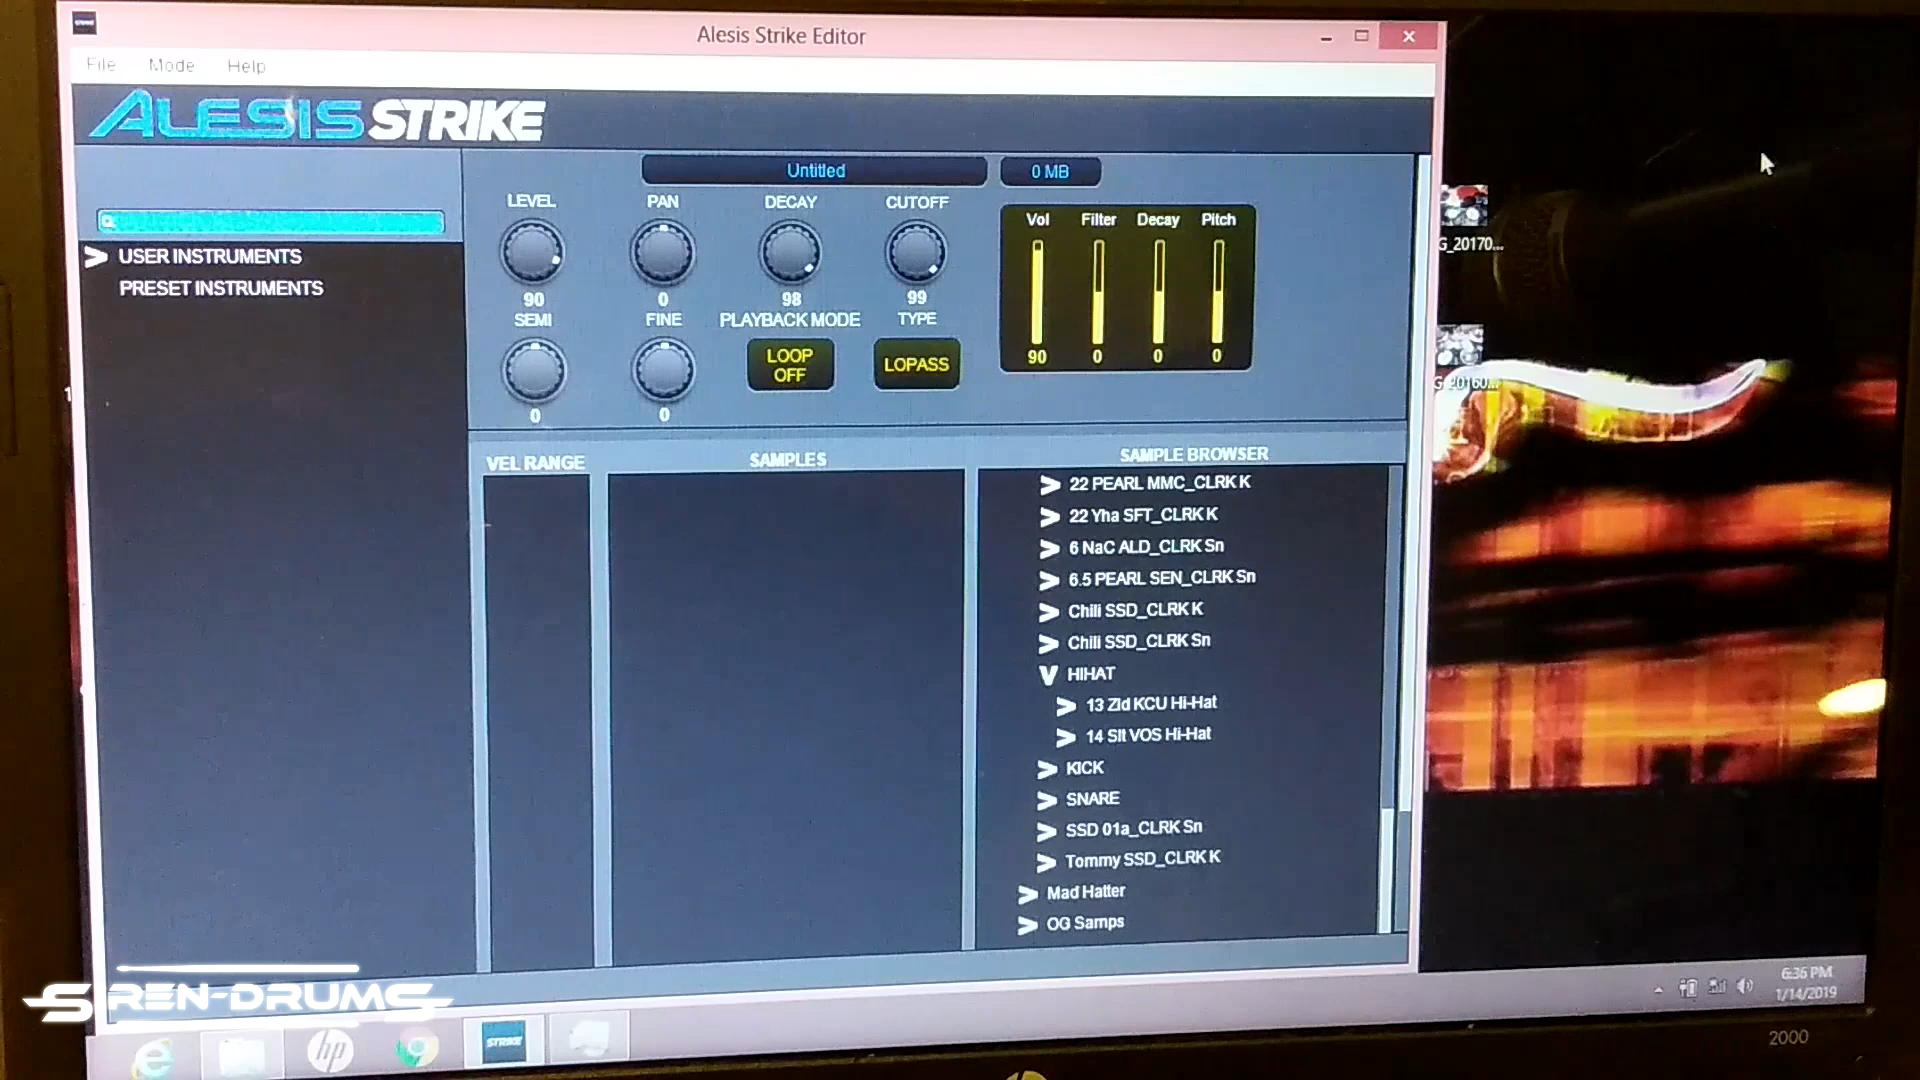 Alesis Strike Editor
File Mode Help
ALESIS STRIKE
Untitled 0 MB
LEVEL PAN DECAY CUTOFF
90 0 98 99
SEMI FINE PLAYBACK MODE TYPE
LOOP OFF LOPASS
0 0
Vol Filter Decay Pitch
90 0 0 0
USER INSTRUMENTS
PRESET INSTRUMENTS
VEL RANGE SAMPLES SAMPLE BROWSER
22 PEARL MMC_CLRK K
22 Yha SFT_CLRK K
6 NaC ALD_CLRK Sn
6.5 PEARL SEN_CLRK Sn
Chili SSD_CLRK K
Chili SSD_CLRK Sn
HIHAT
13 Zld KCU Hi-Hat
14 Slt VOS Hi-Hat
KICK
SNARE
SSD 01a_CLRK Sn
Tommy SSD_CLRK K
Mad Hatter
OG Samps
G_20170...
G_20160...
SIREN-DRUMS
STRIKE
hp
6:36 PM
1/14/2019
2000